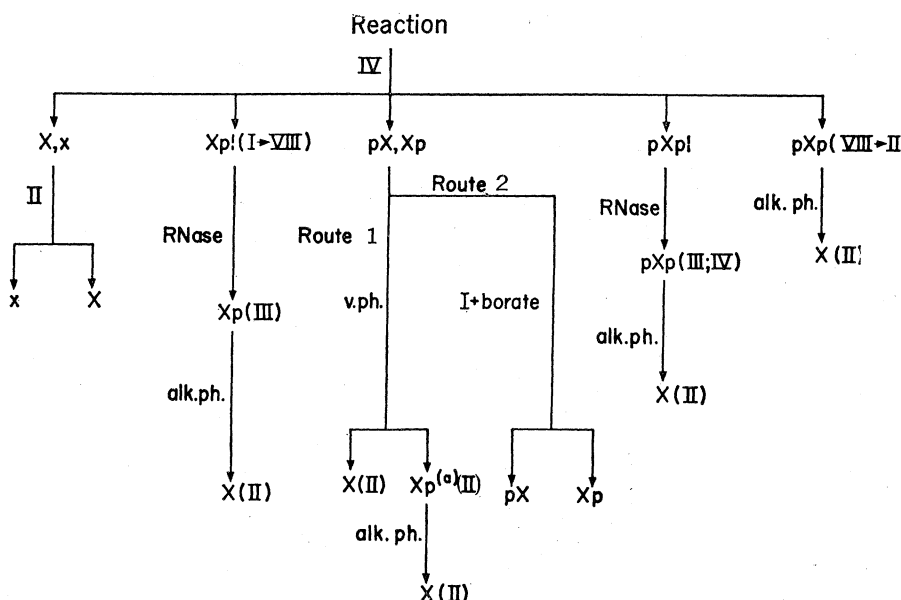 Reaction
IV
X,x
Xp!(I→VIII)
pX,Xp
pXp!
pXp(VIII→II
II
Route 2
RNase
alk. ph.
RNase
Route 1
X(II)
pXp(III;IV)
x
X
v.ph.
I+borate
Xp(III)
alk.ph.
alk.ph.
X(II)
X(II)
X(II)
Xp(a)(II)
pX
Xp
alk. ph.
X(II)